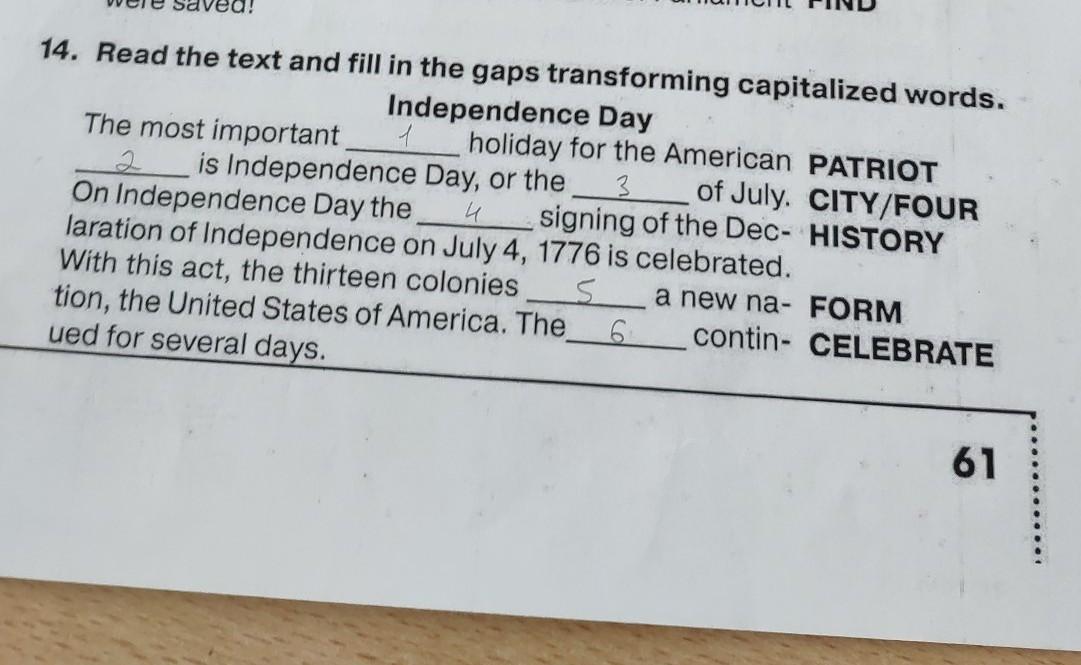 were saved! FIND
14. Read the text and fill in the gaps transforming capitalized words.
Independence Day
The most important 1 holiday for the American PATRIOT
2 is Independence Day, or the 3 of July. CITY/FOUR
On Independence Day the 4 signing of the Dec- HISTORY
laration of Independence on July 4, 1776 is celebrated.
With this act, the thirteen colonies 5 a new na- FORM
tion, the United States of America. The 6 contin- CELEBRATE
ued for several days.
61